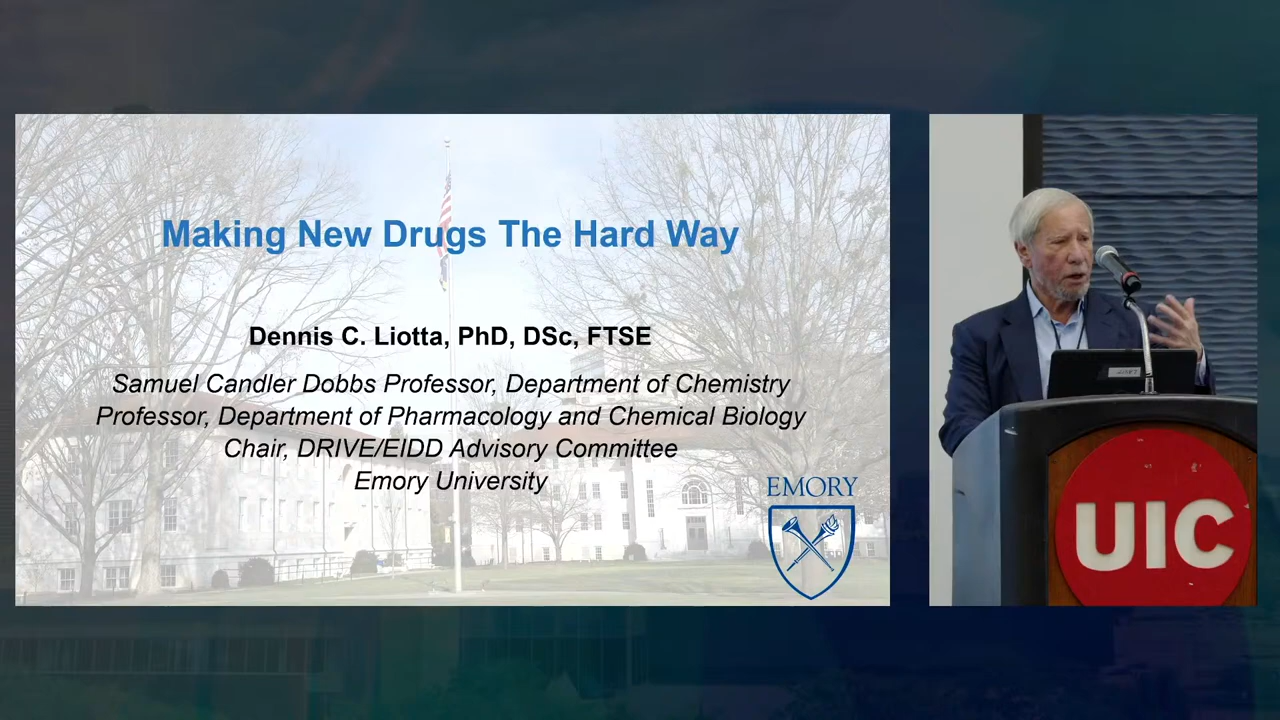 Making New Drugs The Hard Way
Dennis C. Liotta, PhD, DSc, FTSE
Samuel Candler Dobbs Professor, Department of Chemistry
Professor, Department of Pharmacology and Chemical Biology
Chair, DRIVE/EIDD Advisory Committee
Emory University
EMORY
UIC